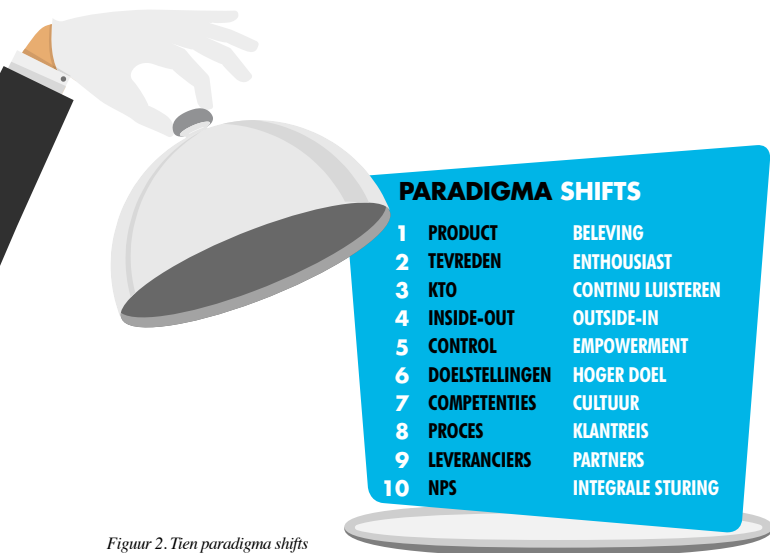 PARADIGMA SHIFTS
1 PRODUCT BELEVING
2 TEVREDEN ENTHOUSIAST
3 KTO CONTINU LUISTEREN
4 INSIDE-OUT OUTSIDE-IN
5 CONTROL EMPOWERMENT
6 DOELSTELLINGEN HOGER DOEL
7 COMPETENTIES CULTUUR
8 PROCES KLANTREIS
9 LEVERANCIERS PARTNERS
10 NPS INTEGRALE STURING
Figuur 2. Tien paradigma shifts